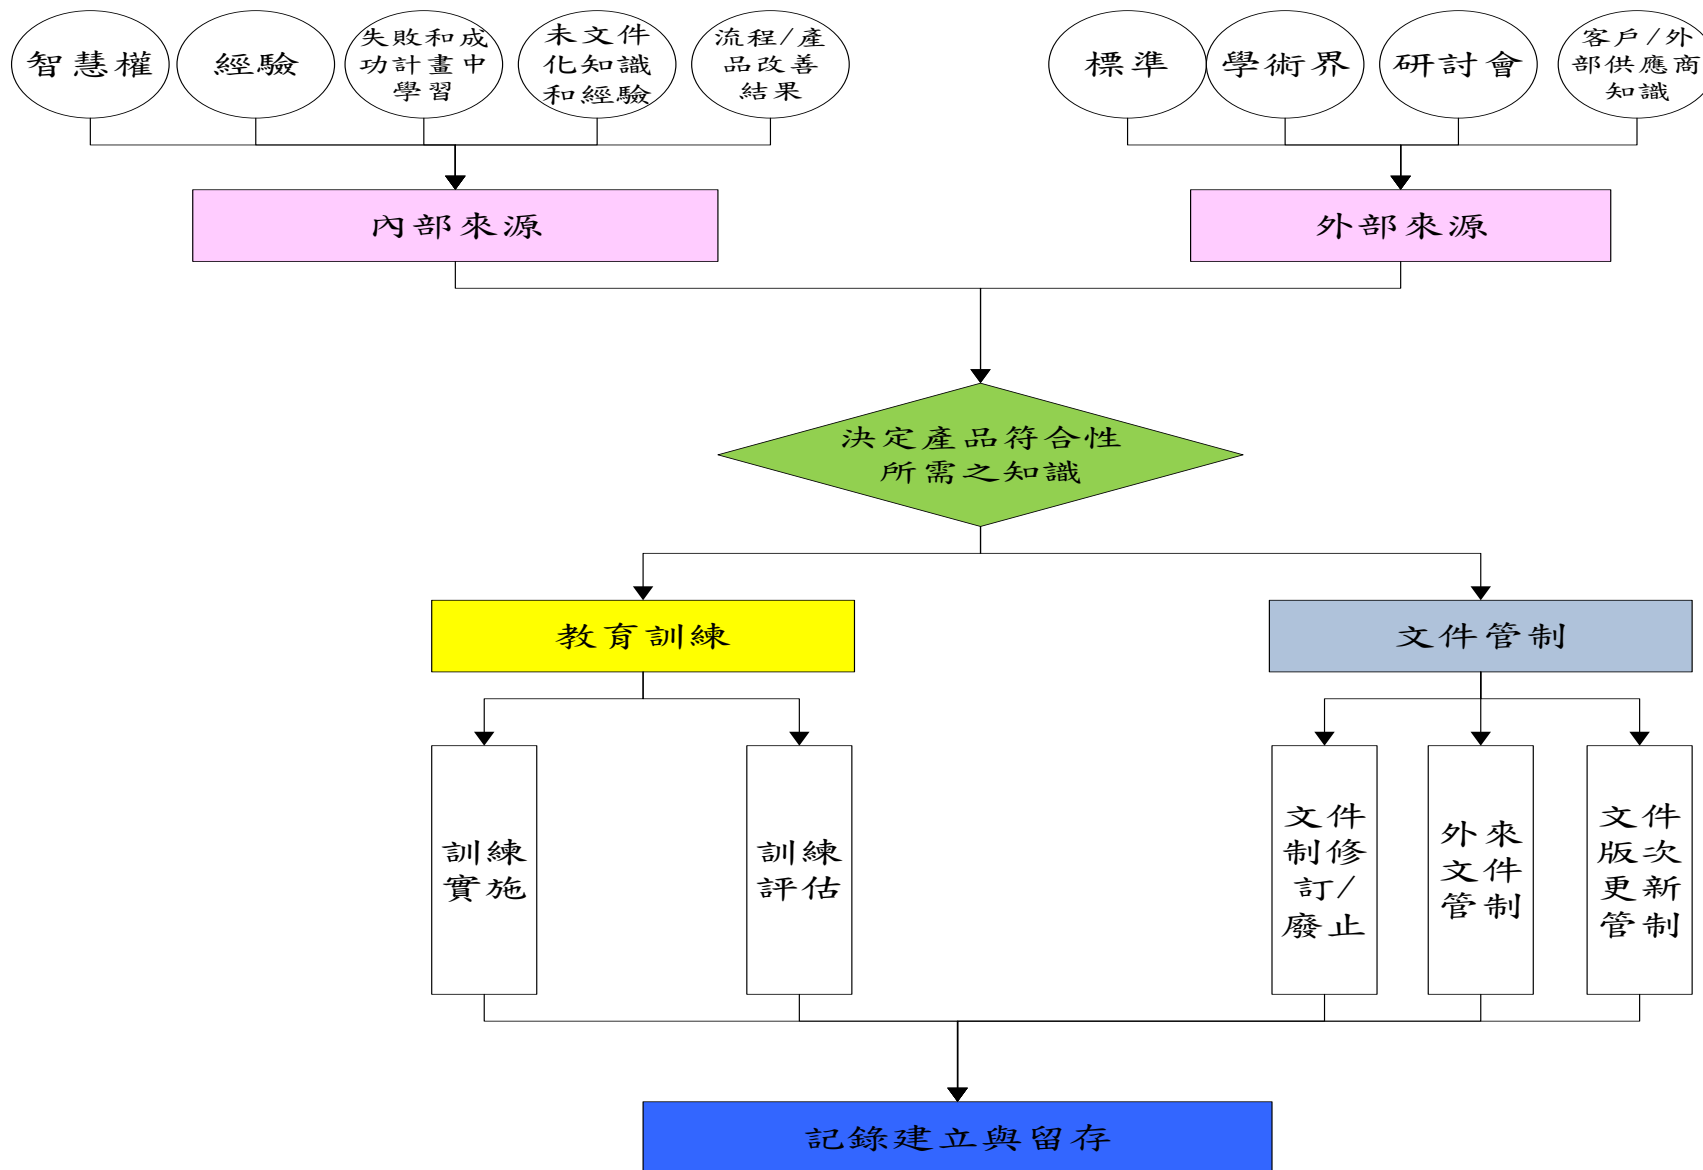 智慧權
經驗
失敗和成
功計畫中
學習
未文件
化知識
和經驗
流程/產
品改善
結果
標準
學術界
研討會
客戶/外
部供應商
知識
內部來源
外部來源
決定產品符合性
所需之知識
教育訓練
文件管制
訓練
實施
訓練
評估
文件
制修
訂/
廢止
外來
文件
管制
文件
版次
更新
管制
記錄建立與留存